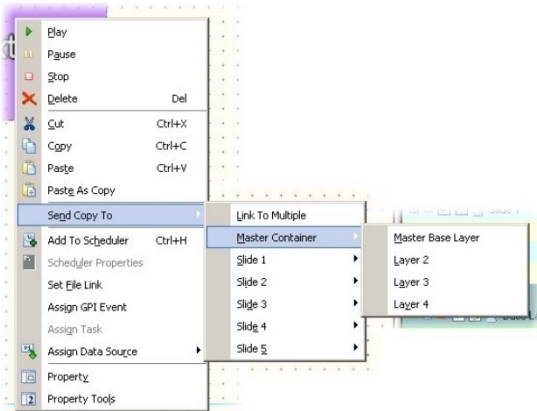 Play
Pause
Stop
Delete Del
Cut Ctrl+X
Copy Ctrl+C
Paste Ctrl+V
Paste As Copy
Send Copy To
Add To Scheduler Ctrl+H
Scheduler Properties
Set File Link
Assign GPI Event
Assign Task
Assign Data Source
Property
Property Tools
Link To Multiple
Master Container
Slide 1
Slide 2
Slide 3
Slide 4
Slide 5
Master Base Layer
Layer 2
Layer 3
Layer 4